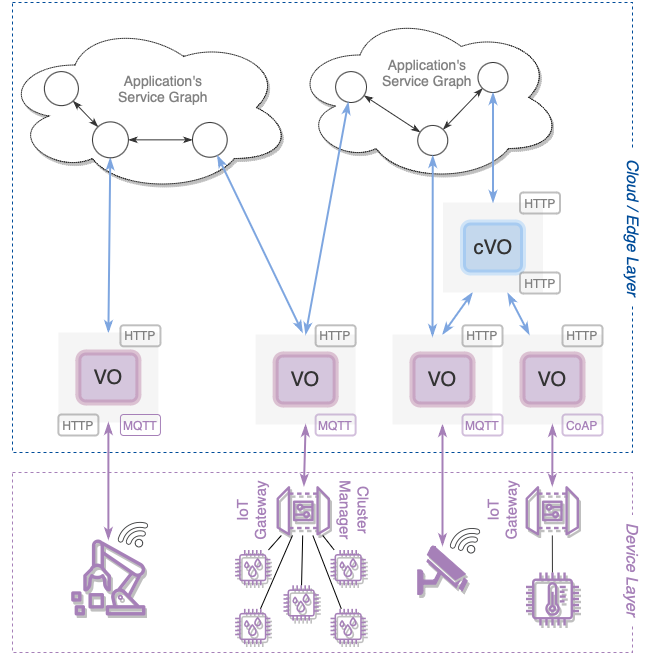 Application's
Service Graph
Application's
Service Graph
Cloud / Edge Layer
HTTP
cVO
HTTP
HTTP
VO
HTTP
MQTT
HTTP
VO
MQTT
HTTP
VO
MQTT
HTTP
VO
CoAP
IoT
Gateway
Cluster
Manager
IoT
Gateway
Device Layer